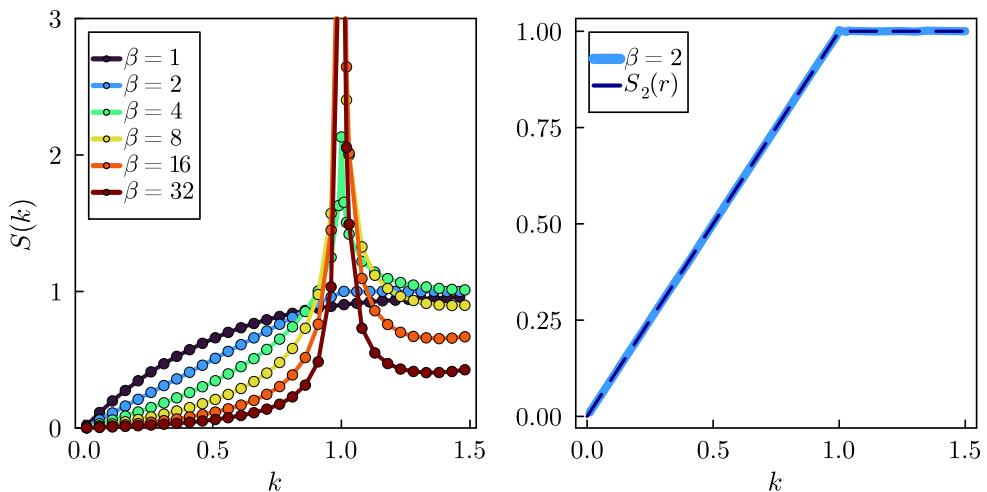 3
2
1
0
S(k)
β = 1
β = 2
β = 4
β = 8
β = 16
β = 32
0.0
0.5
1.0
1.5
k
1.00
0.75
0.50
0.25
0.00
β = 2
S₂(r)
0.0
0.5
1.0
1.5
k